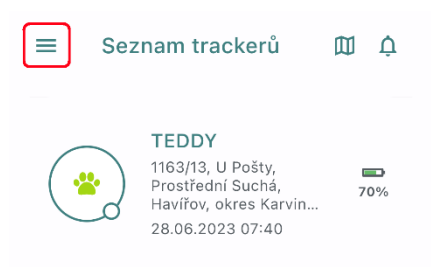 Seznam trackerů
TEDDY
1163/13, U Pošty,
Prostřední Suchá,
Havířov, okres Karvin...
70%
28.06.2023 07:40